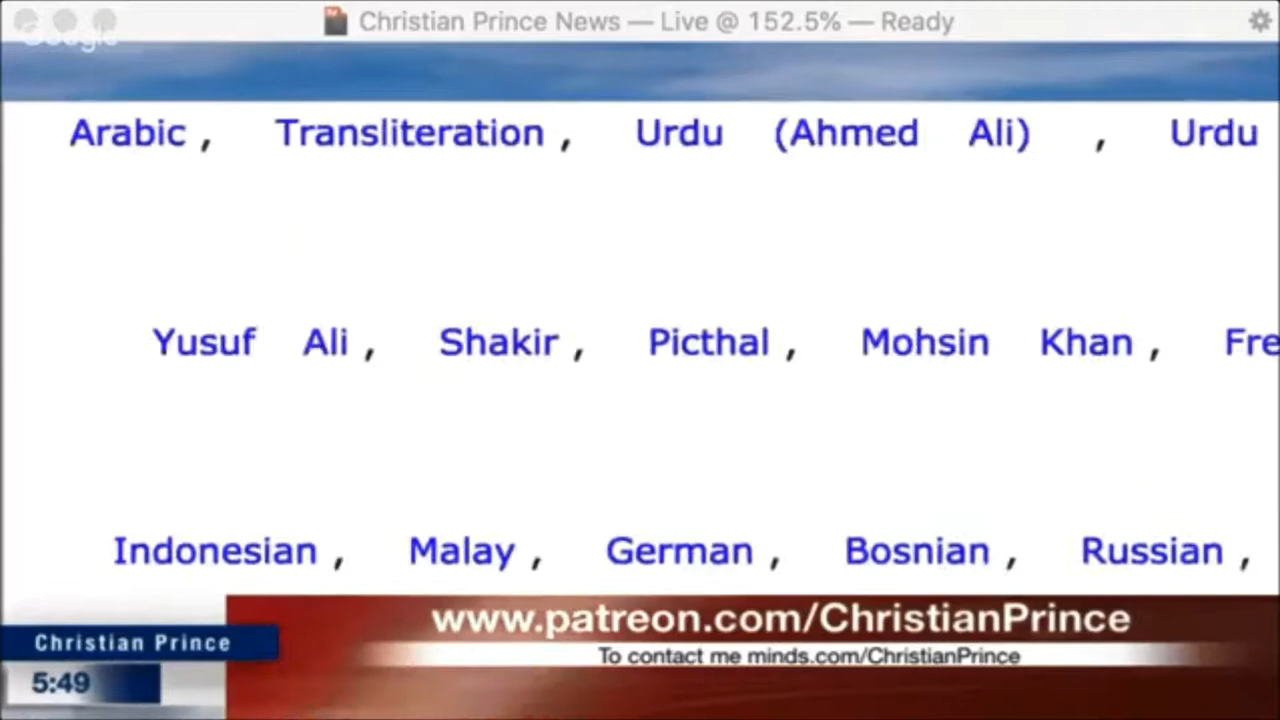 Christian Prince News — Live @ 152.5% — Ready
Google
Arabic , Transliteration , Urdu (Ahmed Ali) , Urdu
Yusuf Ali , Shakir , Picthal , Mohsin Khan , Fre
Indonesian , Malay , German , Bosnian , Russian ,
www.patreon.com/ChristianPrince
Christian Prince
To contact me minds.com/ChristianPrince
5:49